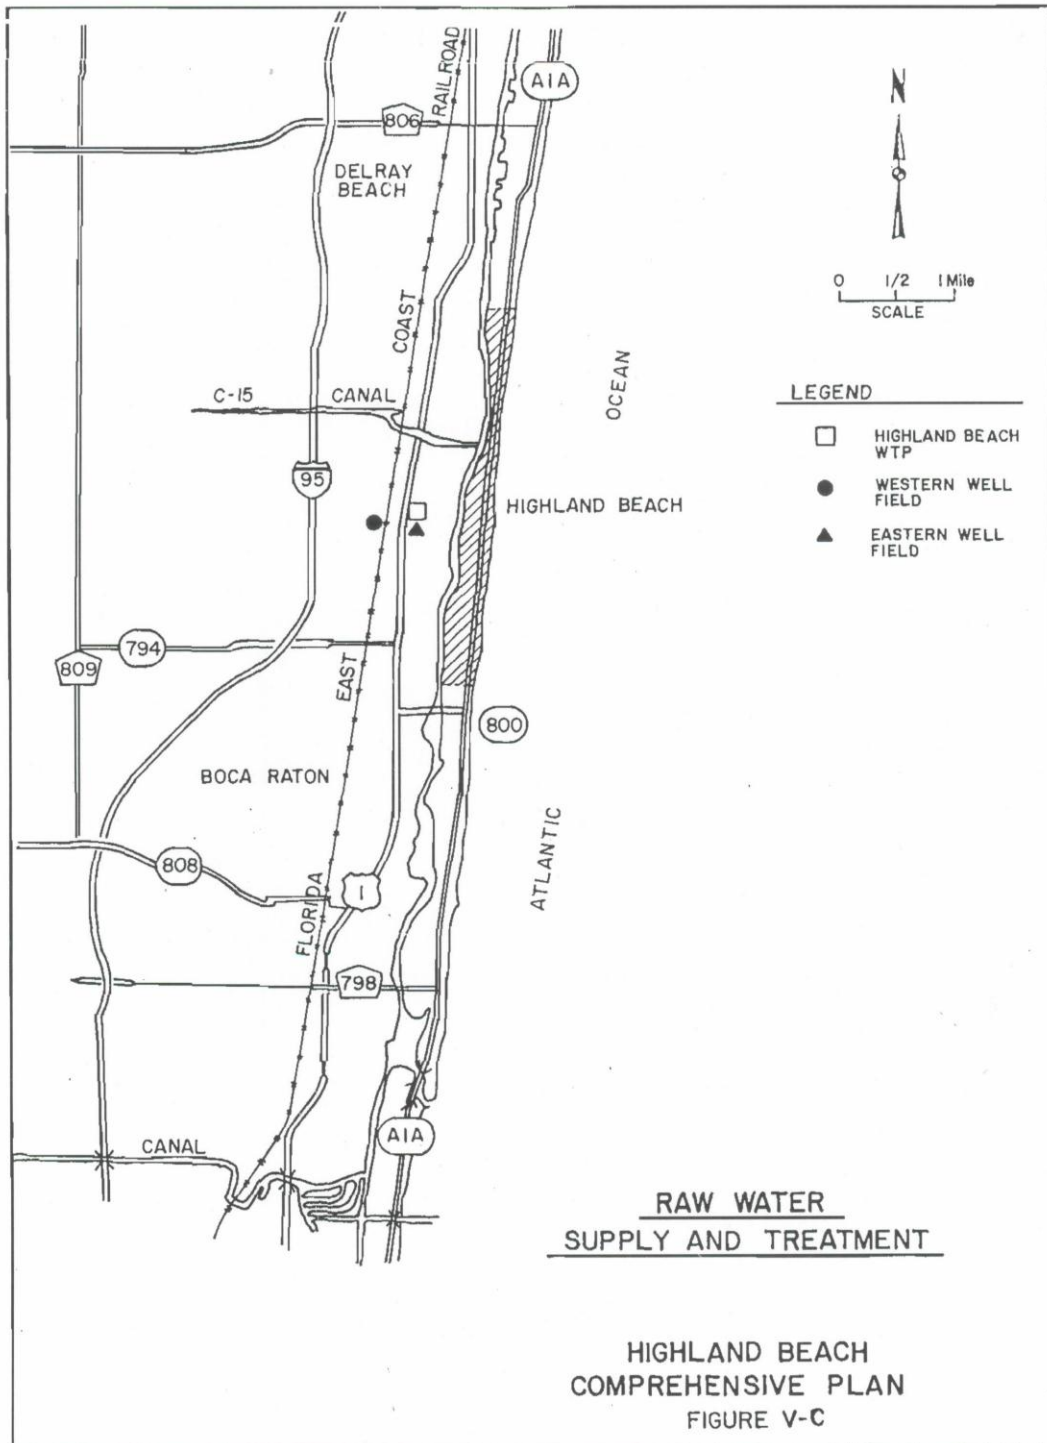 RAILROAD
A1A
806
N
DELRAY
BEACH
0 1/2 1 Mile
SCALE
COAST
OCEAN
C-15 CANAL
LEGEND
HIGHLAND BEACH
WTP
95
WESTERN WELL
FIELD
HIGHLAND BEACH
EASTERN WELL
FIELD
794
809
EAST
800
BOCA RATON
ATLANTIC
808
1
FLORIDA
798
A1A
CANAL
RAW WATER
SUPPLY AND TREATMENT
HIGHLAND BEACH
COMPREHENSIVE PLAN
FIGURE V-C